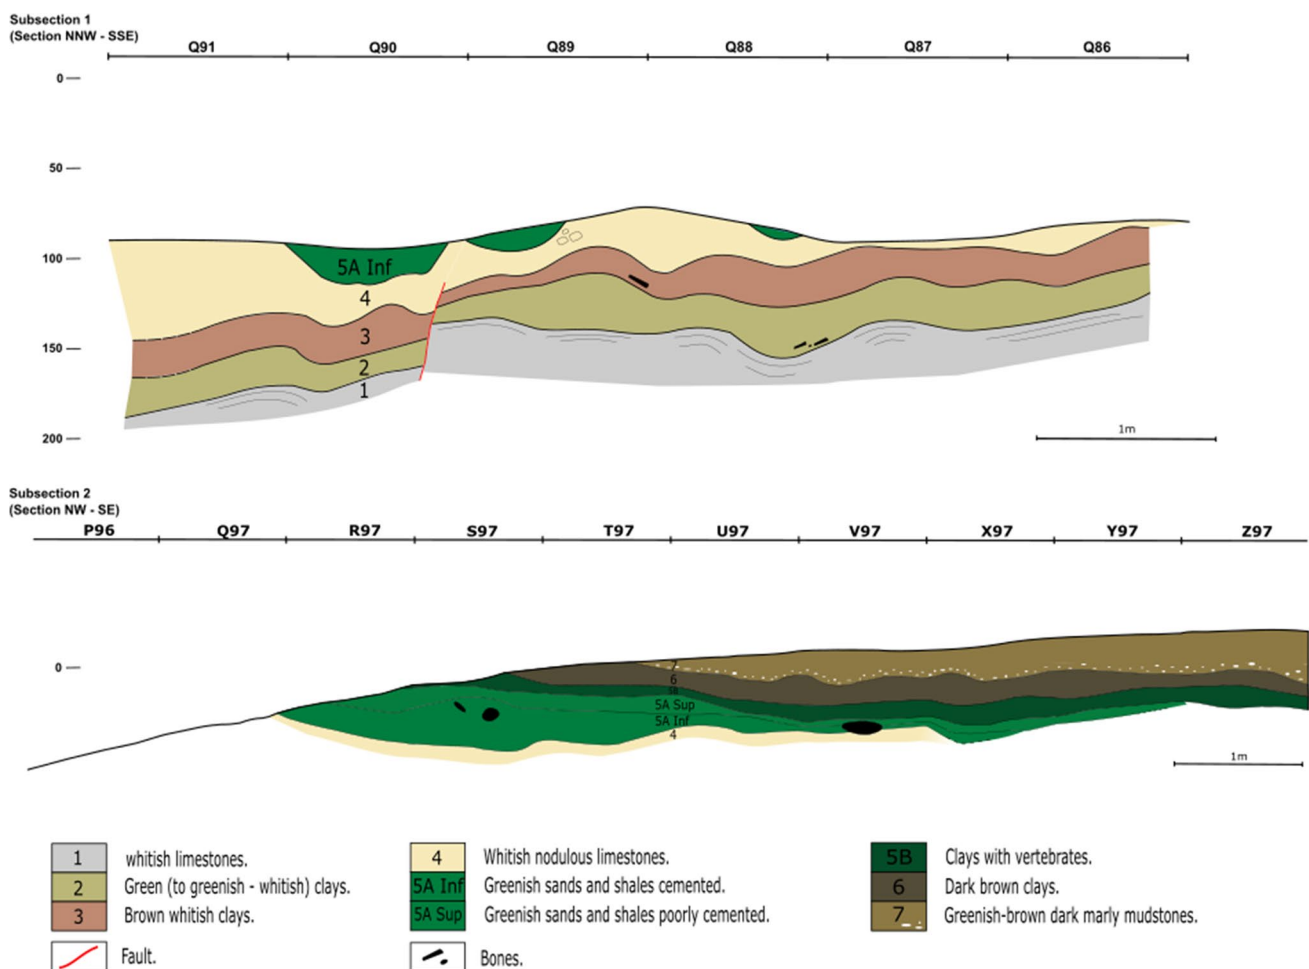 Subsection 1
(Section NNW - SSE)
Q91 Q90 Q89 Q88 Q87 Q86
0
50
100
150
200
5A Inf
4
3
2
1
1m
Subsection 2
(Section NW - SE)
P96 Q97 R97 S97 T97 U97 V97 X97 Y97 Z97
0
7
6
5B
5A Sup
5A Inf
4
1m
1 whitish limestones.
2 Green (to greenish - whitish) clays.
3 Brown whitish clays.
Fault.
4 Whitish nodulous limestones.
5A Inf Greenish sands and shales cemented.
5A Sup Greenish sands and shales poorly cemented.
Bones.
5B Clays with vertebrates.
6 Dark brown clays.
7 Greenish-brown dark marly mudstones.